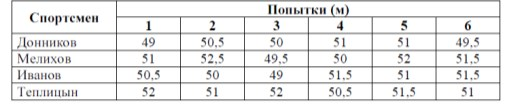 Спортсмен Попытки (м)
1 2 3 4 5 6
Донников 49 50,5 50 51 51 49,5
Мелихов 51 52,5 49,5 50 52 51,5
Иванов 50,5 50 49 51,5 51 51,5
Теплицын 52 51 52 50,5 51,5 51